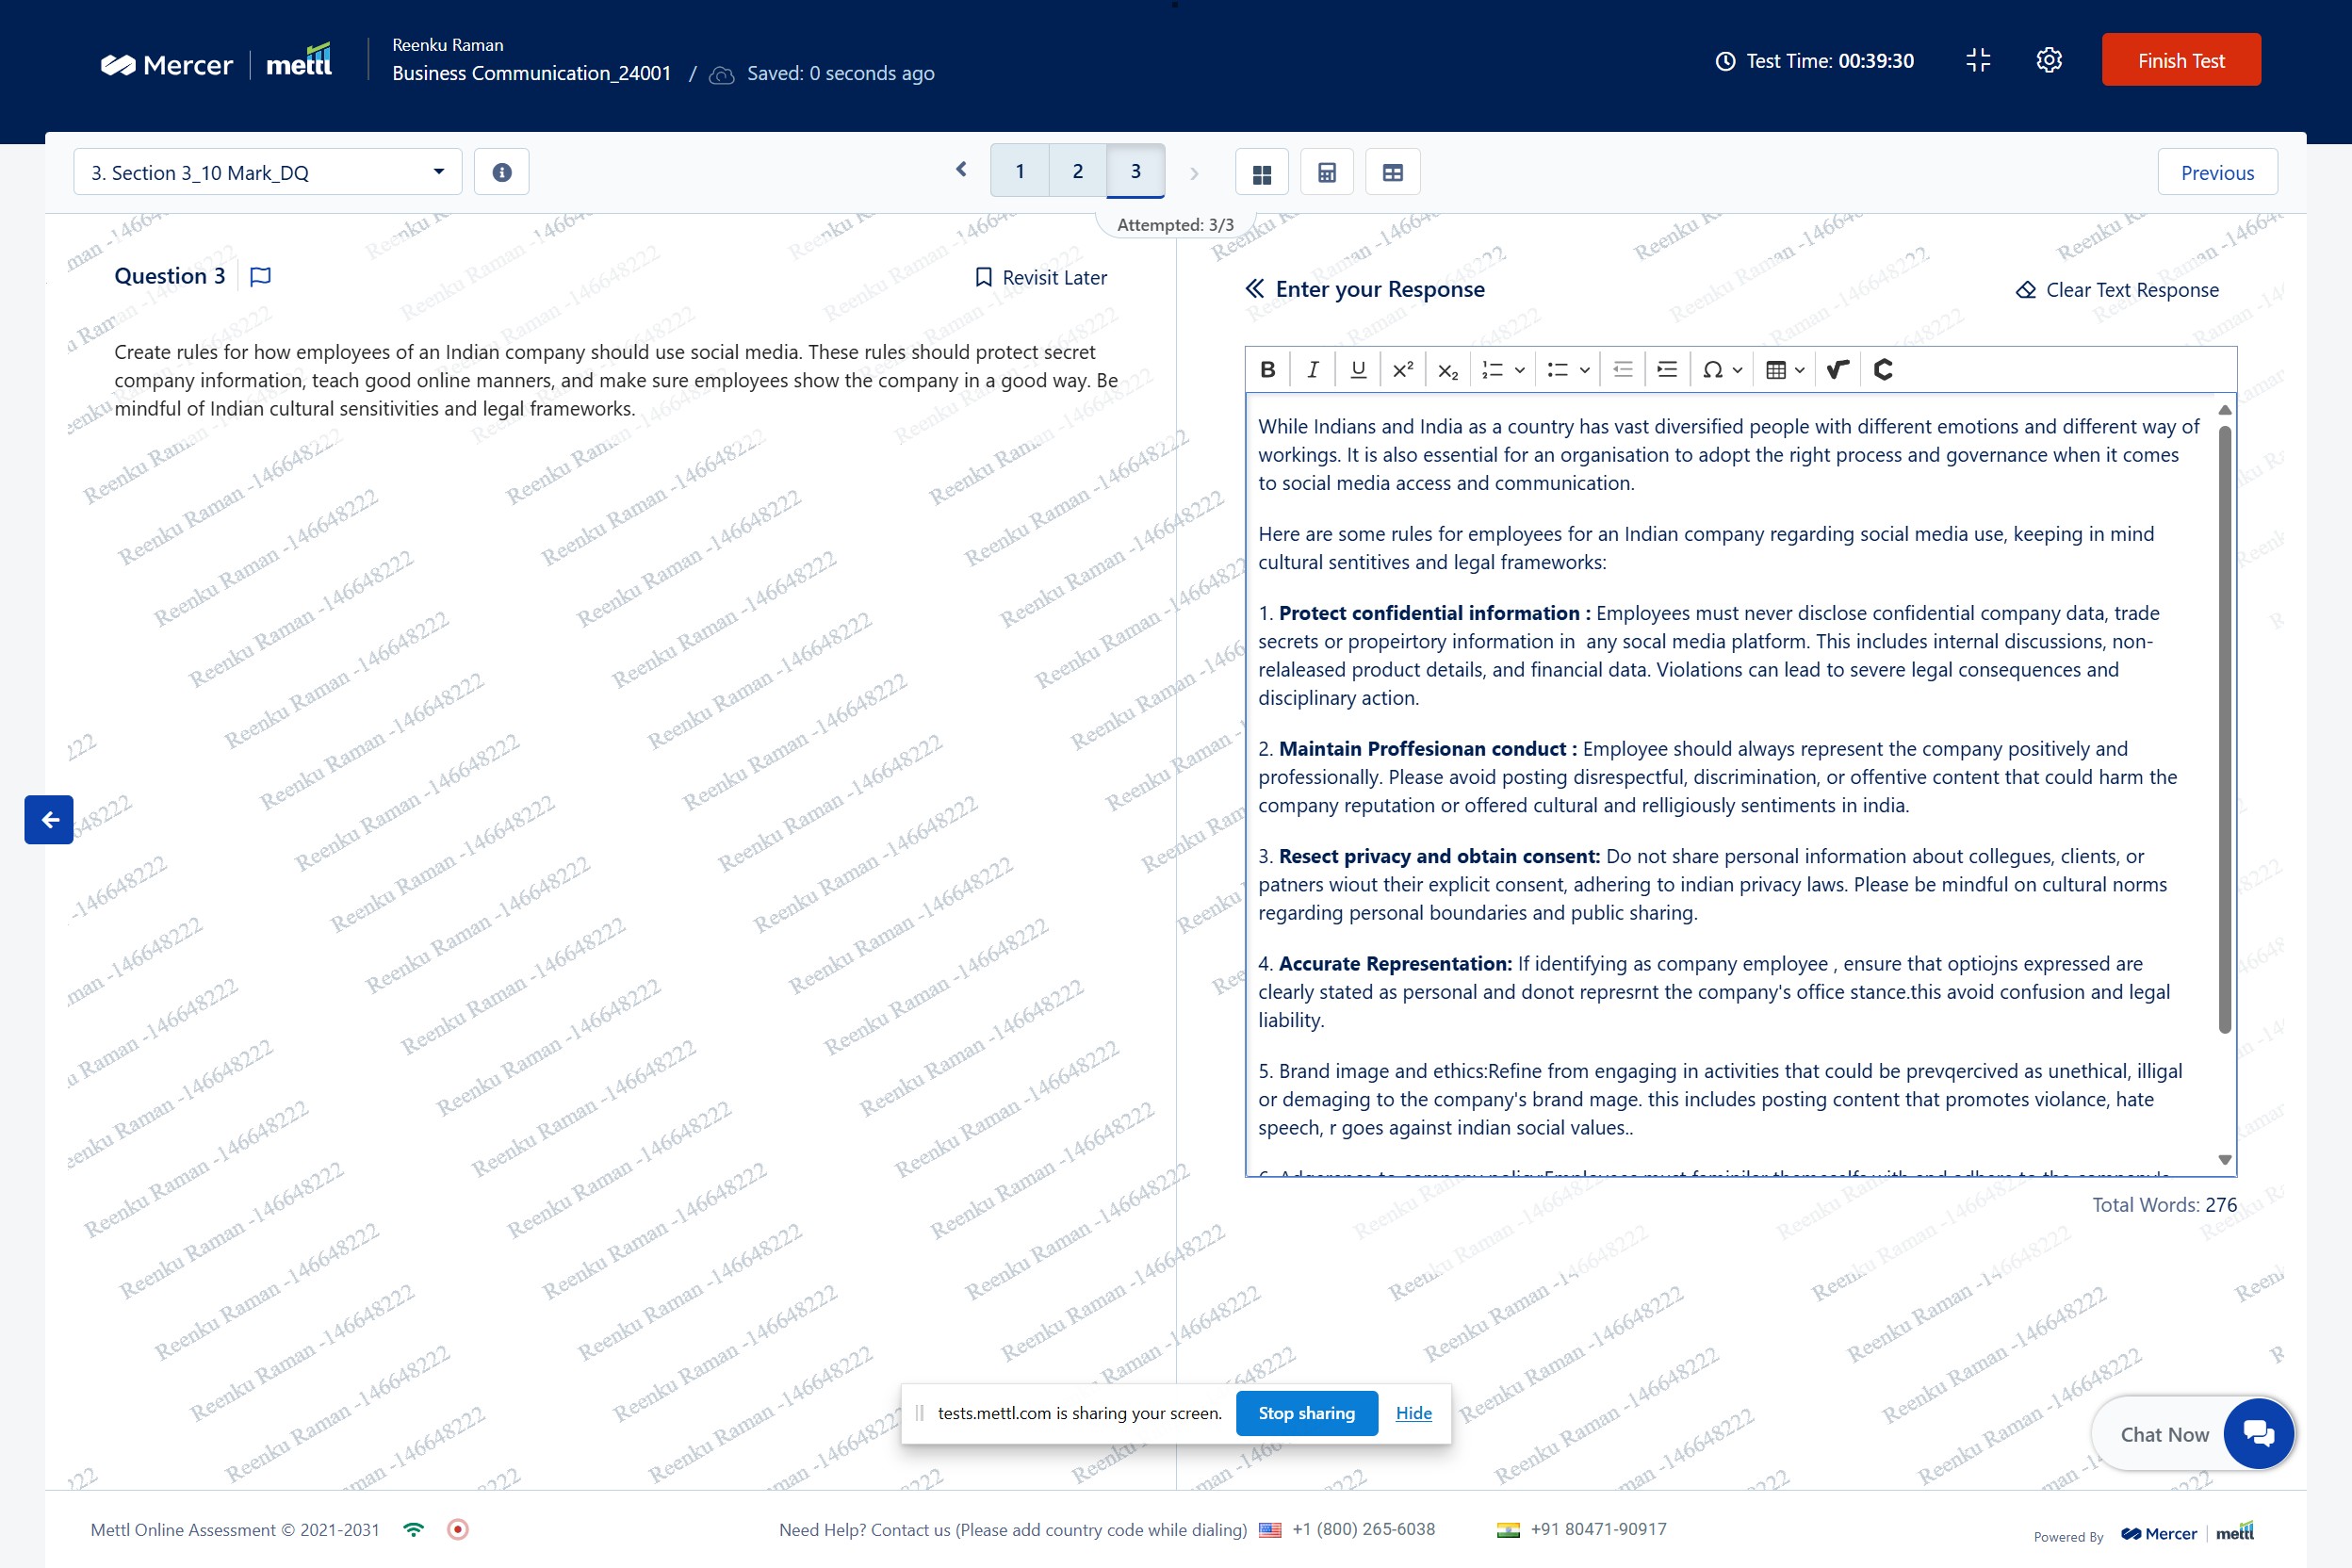 Mercer | mettl
Reenku Raman
Business Communication_24001 / Saved: 0 seconds ago
Test Time: 00:39:30
Finish Test
3. Section 3_10 Mark_DQ
1 2 3
Previous
Attempted: 3/3
Question 3
Revisit Later
Create rules for how employees of an Indian company should use social media. These rules should protect secret
company information, teach good online manners, and make sure employees show the company in a good way. Be
mindful of Indian cultural sensitivities and legal frameworks.
Enter your Response
Clear Text Response
While Indians and India as a country has vast diversified people with different emotions and different way of
workings. It is also essential for an organisation to adopt the right process and governance when it comes
to social media access and communication.
Here are some rules for employees for an Indian company regarding social media use, keeping in mind
cultural sentitives and legal frameworks:
1. Protect confidential information : Employees must never disclose confidential company data, trade
secrets or propeirtory information in  any socal media platform. This includes internal discussions, non-
relaleased product details, and financial data. Violations can lead to severe legal consequences and
disciplinary action.
2. Maintain Proffesionan conduct : Employee should always represent the company positively and
professionally. Please avoid posting disrespectful, discrimination, or offentive content that could harm the
company reputation or offered cultural and relligiously sentiments in india.
3. Resect privacy and obtain consent: Do not share personal information about collegues, clients, or
patners wiout their explicit consent, adhering to indian privacy laws. Please be mindful on cultural norms
regarding personal boundaries and public sharing.
4. Accurate Representation: If identifying as company employee , ensure that optiojns expressed are
clearly stated as personal and donot represrnt the company's office stance.this avoid confusion and legal
liability.
5. Brand image and ethics:Refine from engaging in activities that could be prevqercived as unethical, illigal
or demaging to the company's brand mage. this includes posting content that promotes violance, hate
speech, r goes against indian social values..
Total Words: 276
Reenku Raman -146648222
tests.mettl.com is sharing your screen.
Stop sharing
Hide
Chat Now
Mettl Online Assessment © 2021-2031
Need Help? Contact us (Please add country code while dialing) +1 (800) 265-6038 +91 80471-90917
Powered By Mercer | mettl